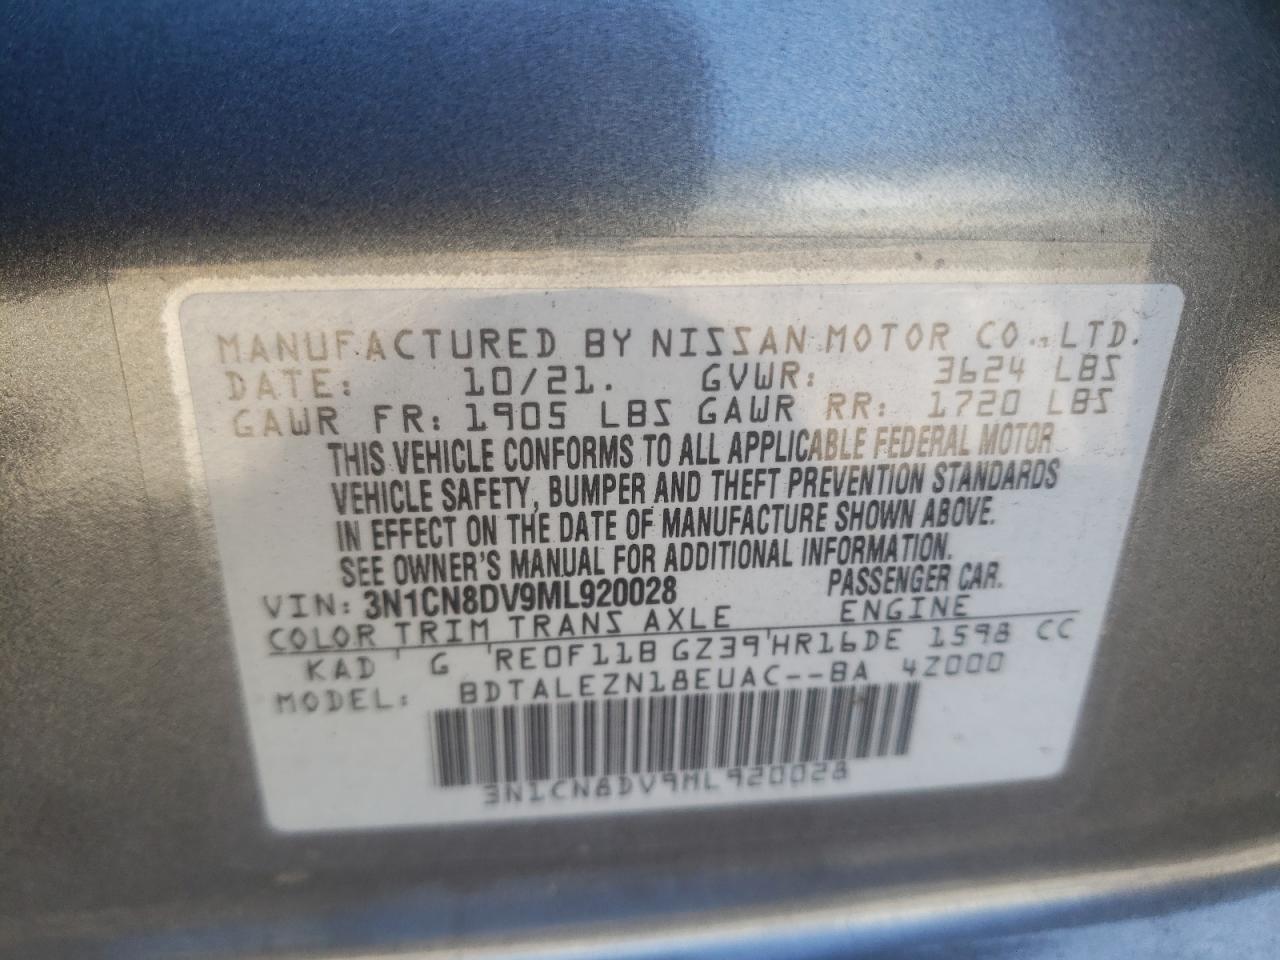 MANUFACTURED BY NISSAN MOTOR CO., LTD.
DATE: 10/21. GVWR: 3624 LBS
GAWR FR: 1905 LBS GAWR RR: 1720 LBS
THIS VEHICLE CONFORMS TO ALL APPLICABLE FEDERAL MOTOR
VEHICLE SAFETY, BUMPER AND THEFT PREVENTION STANDARDS
IN EFFECT ON THE DATE OF MANUFACTURE SHOWN ABOVE.
SEE OWNER'S MANUAL FOR ADDITIONAL INFORMATION.
VIN: 3N1CN8DV9ML920028 PASSENGER CAR.
COLOR TRIM TRANS AXLE ENGINE
KAD ' G 'RE0F11B GZ39'HR16DE 1598 CC
MODEL: BDTALEZN18EUAC--BA 4Z000
3N1CN8DV9ML920028